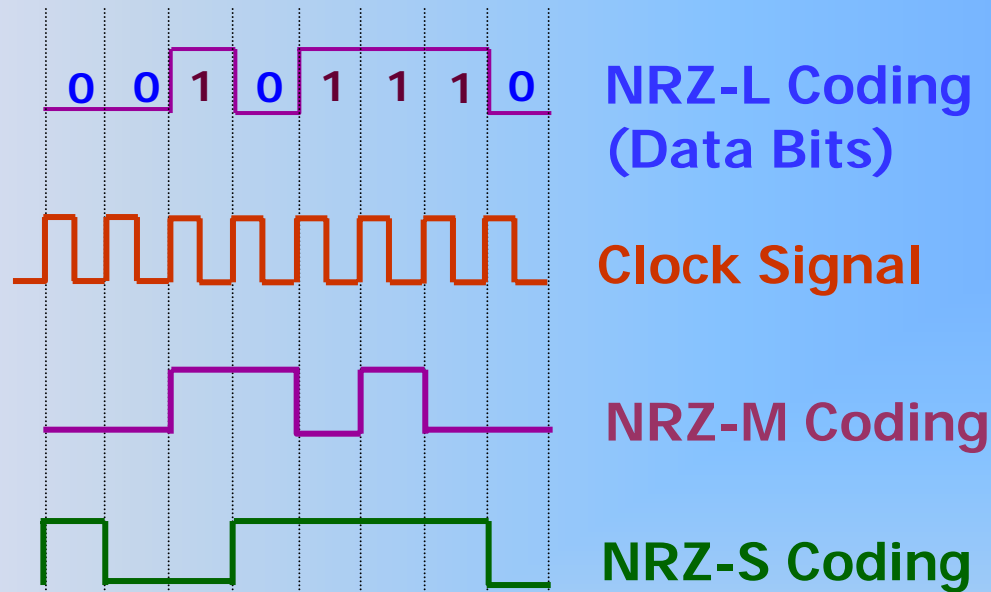 0 0 1 0 1 1 1 0
NRZ-L Coding
(Data Bits)
Clock Signal
NRZ-M Coding
NRZ-S Coding